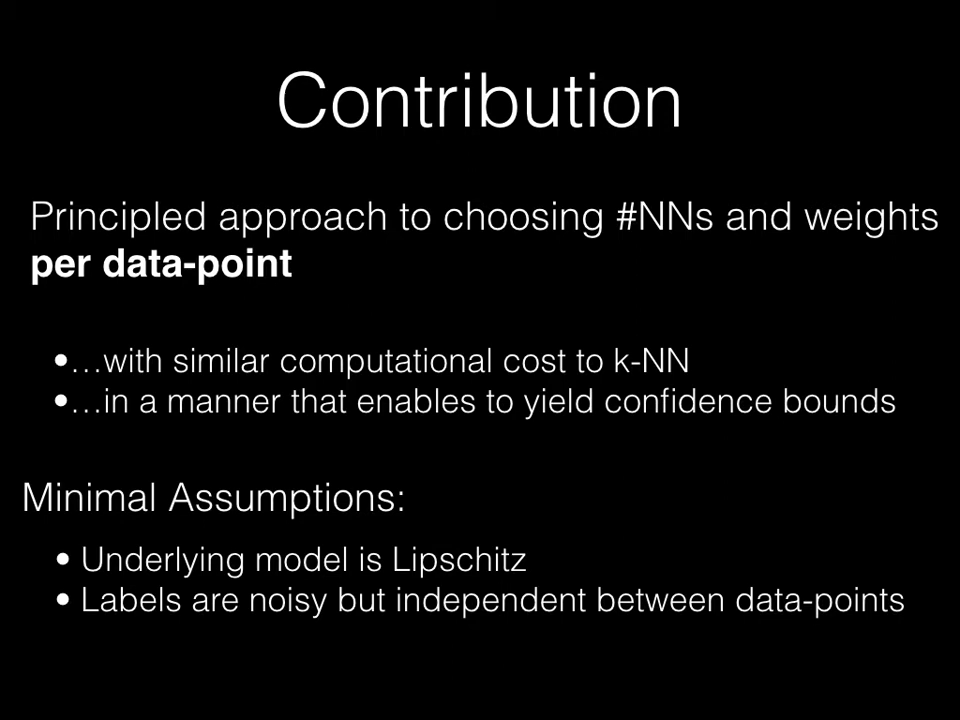 Contribution
Principled approach to choosing #NNs and weights
per data-point
•…with similar computational cost to k-NN
•…in a manner that enables to yield confidence bounds
Minimal Assumptions:
• Underlying model is Lipschitz
• Labels are noisy but independent between data-points